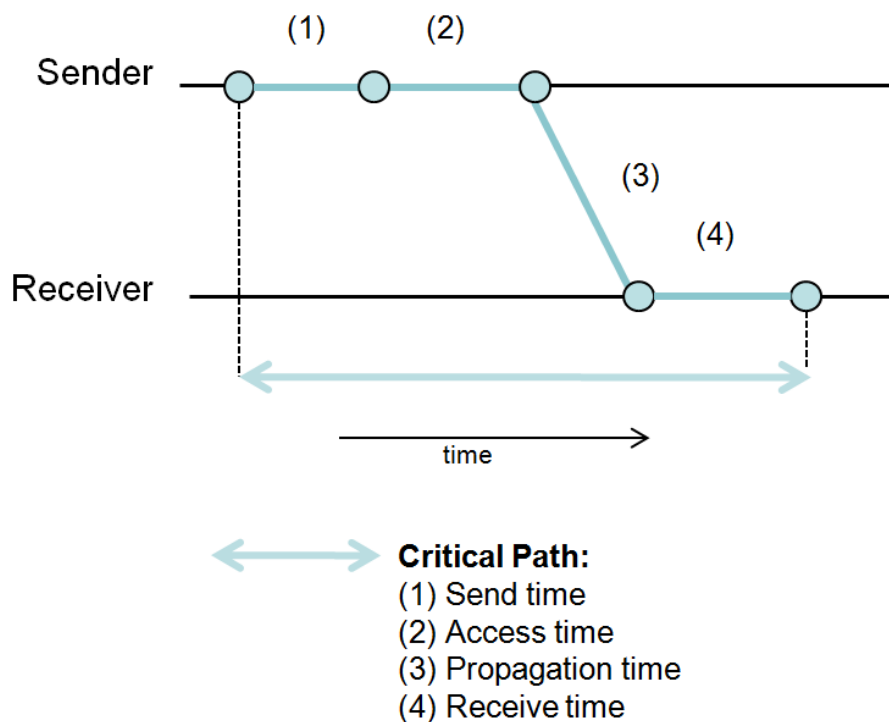 (1)
(2)
Sender
(3)
(4)
Receiver
time
Critical Path:
(1) Send time
(2) Access time
(3) Propagation time
(4) Receive time